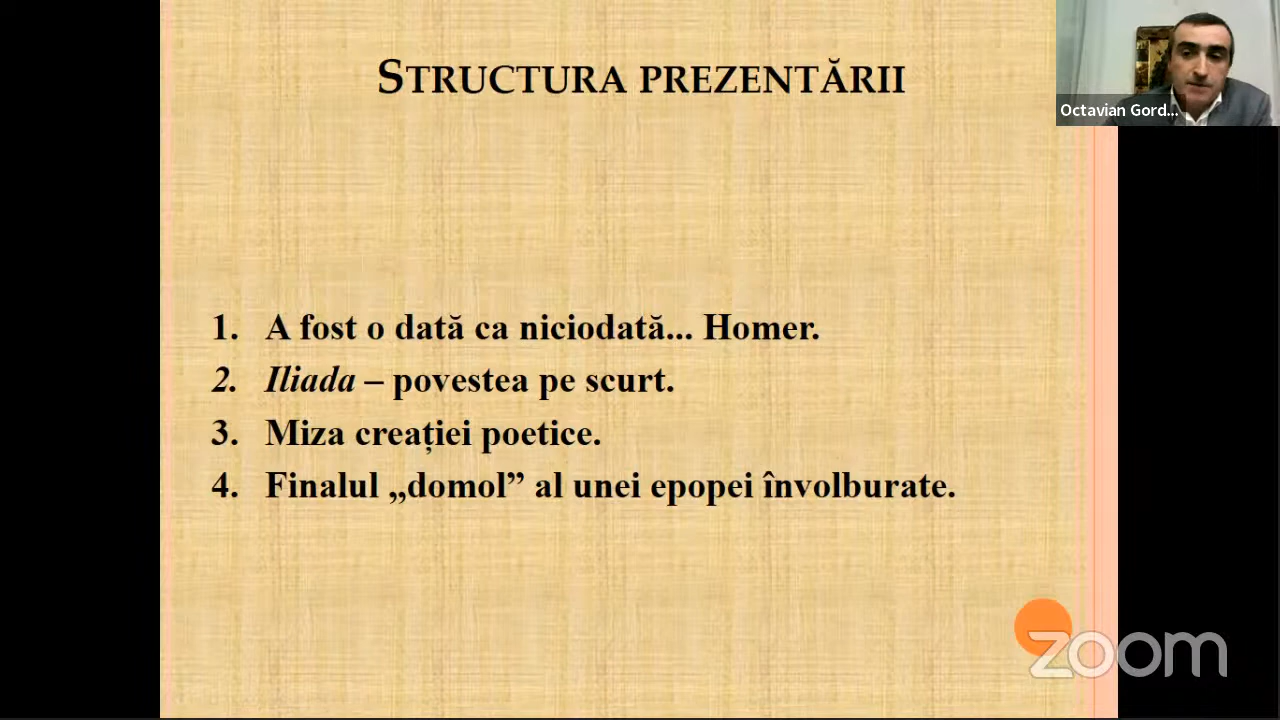 STRUCTURA PREZENTĂRII
Octavian Gord...
1. A fost o dată ca niciodată... Homer.
2. Iliada – povestea pe scurt.
3. Miza creației poetice.
4. Finalul „domol” al unei epopei învolburate.
zoom